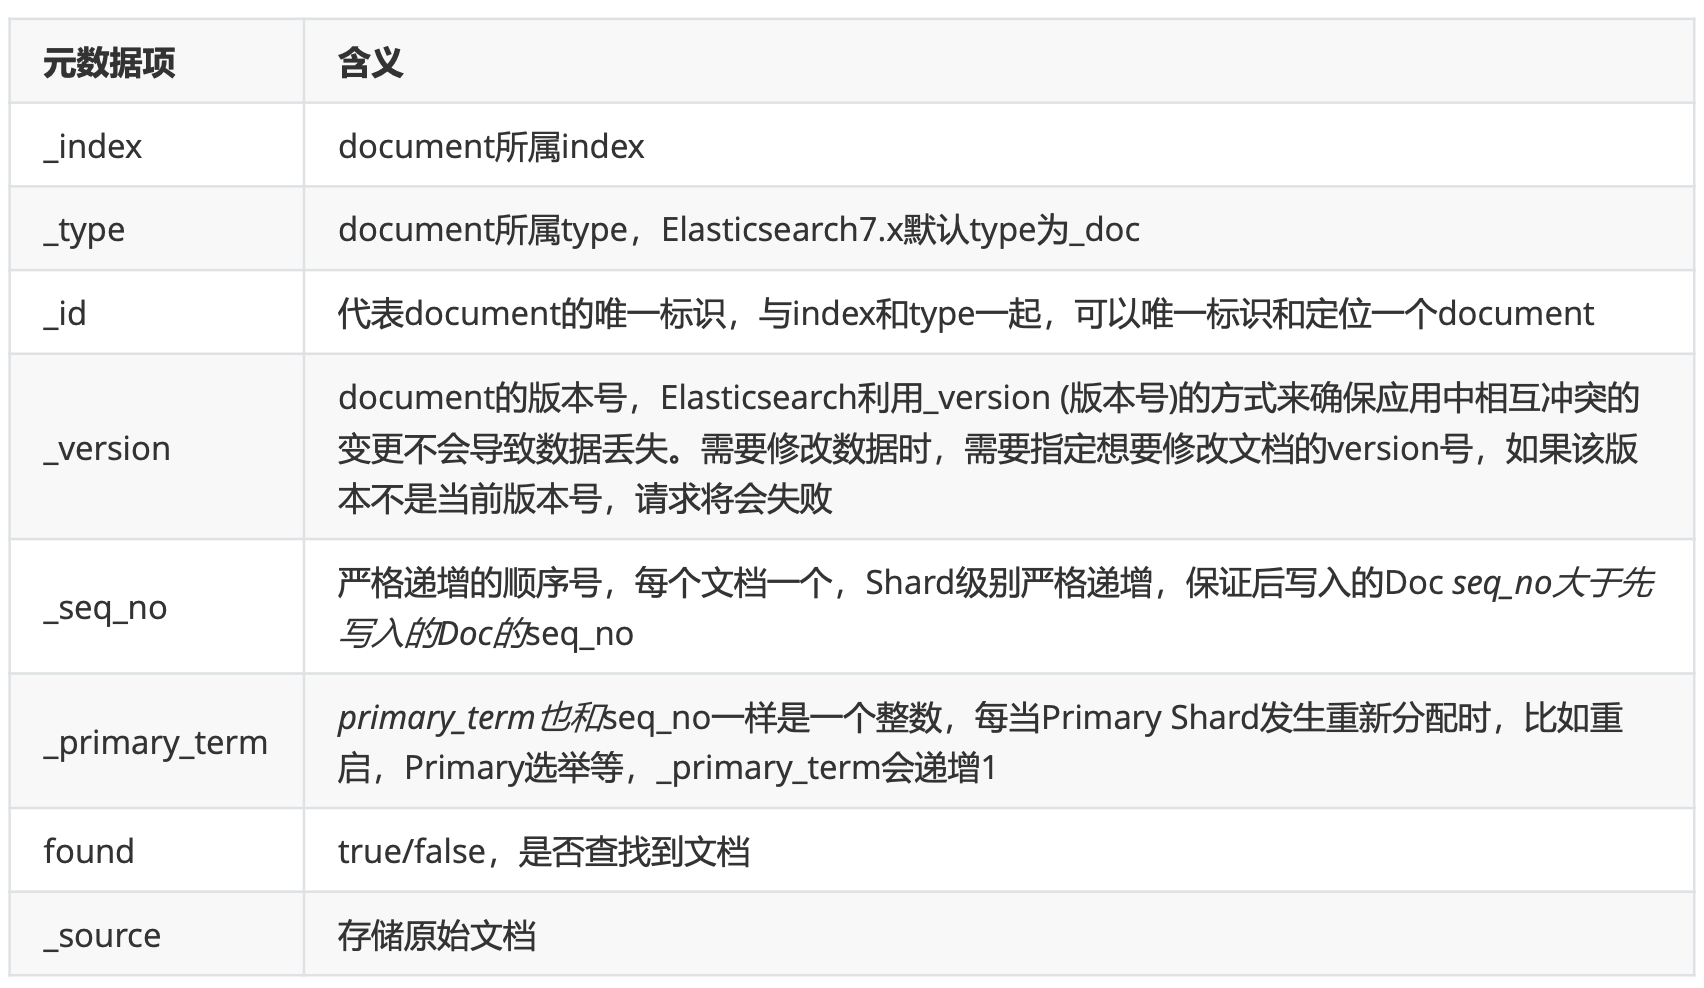 元数据项 含义
_index document所属index
_type document所属type，Elasticsearch7.x默认type为_doc
_id 代表document的唯一标识，与index和type一起，可以唯一标识和定位一个document
_version
document的版本号，Elasticsearch利用_version (版本号)的方式来确保应用中相互冲突的
变更不会导致数据丢失。需要修改数据时，需要指定想要修改文档的version号，如果该版
本不是当前版本号，请求将会失败
_seq_no
严格递增的顺序号，每个文档一个，Shard级别严格递增，保证后写入的Doc seq_no大于先
写入的Doc的seq_no
_primary_term
primary_term也和seq_no一样是一个整数，每当Primary Shard发生重新分配时，比如重
启，Primary选举等，_primary_term会递增1
found true/false，是否查找到文档
_source 存储原始文档